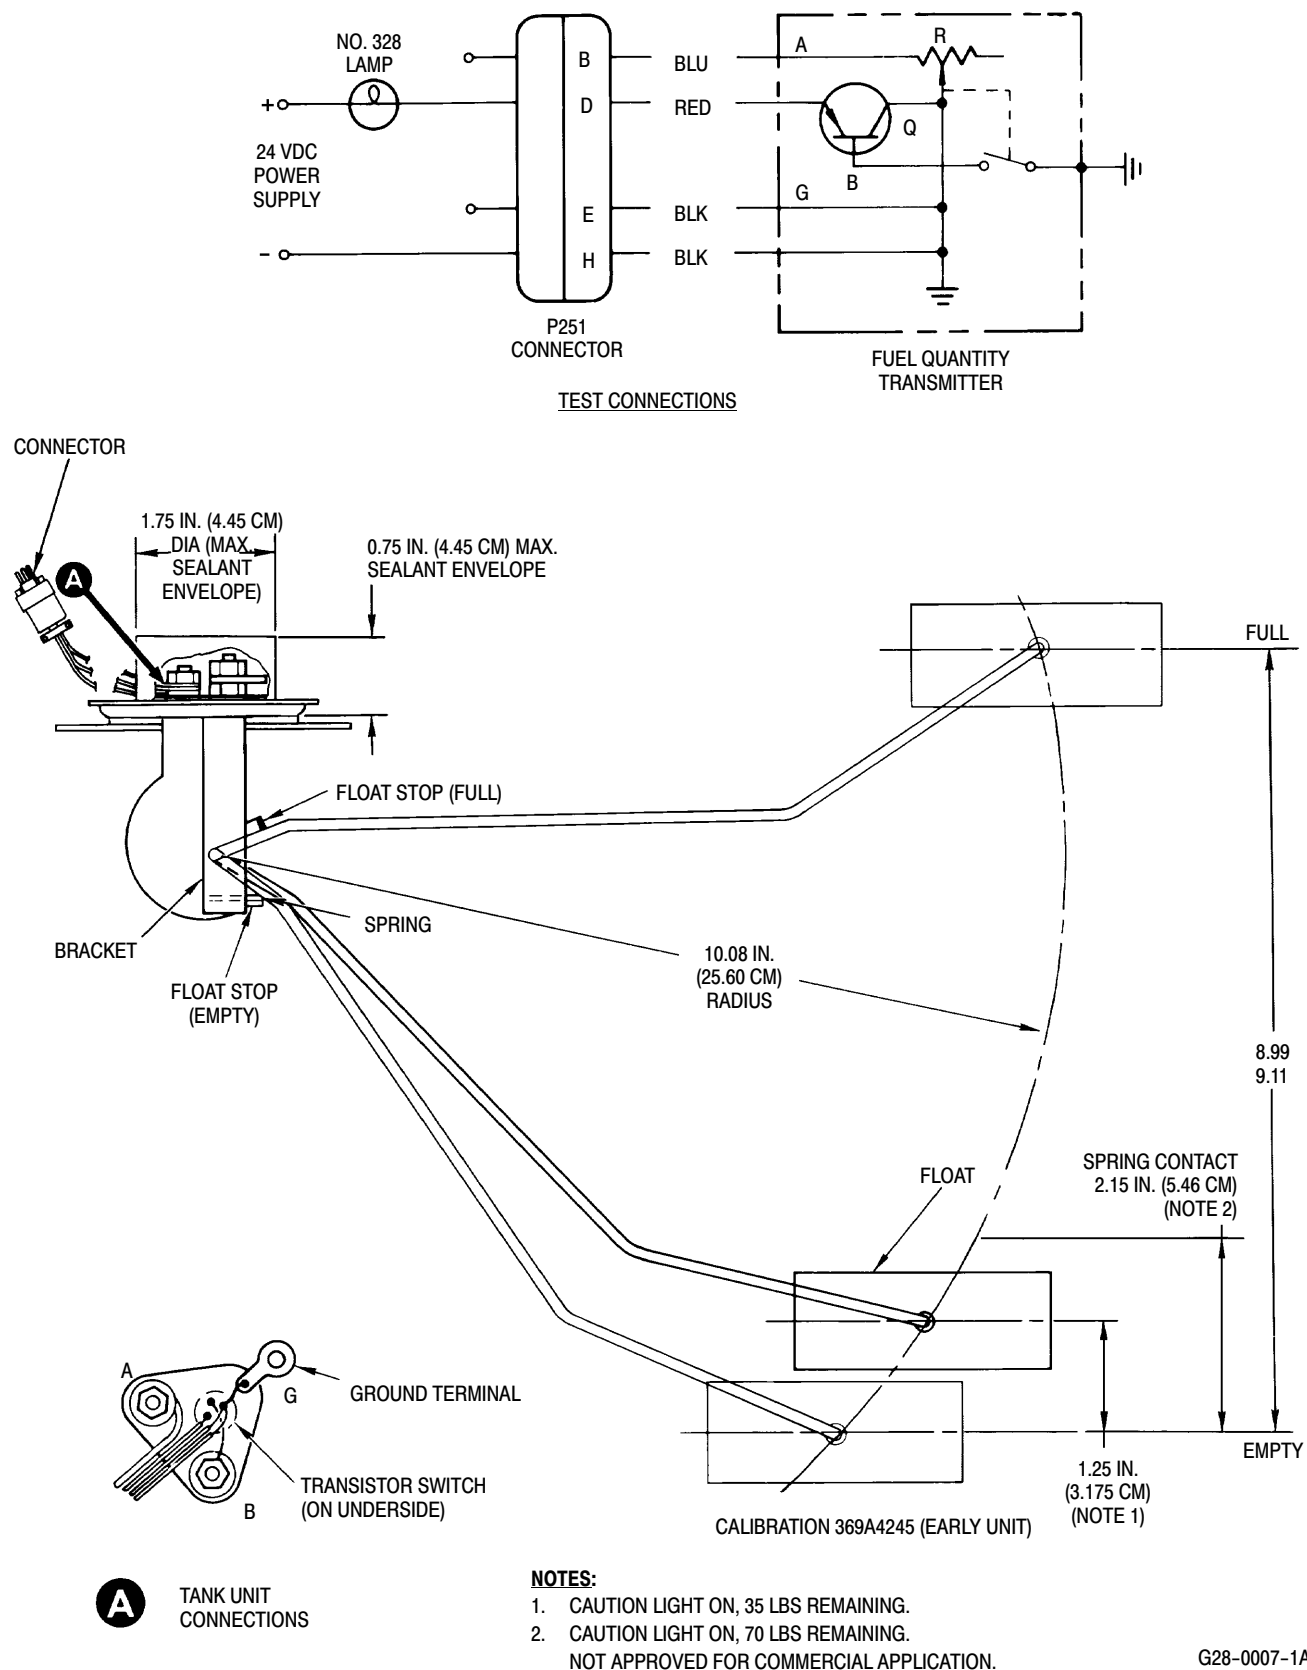 NO. 328
LAMP
+
24 VDC
POWER
SUPPLY
-
B
D
E
H
BLU
RED
BLK
BLK
P251
CONNECTOR
A
R
Q
B
G
FUEL QUANTITY
TRANSMITTER
TEST CONNECTIONS
CONNECTOR
A
1.75 IN. (4.45 CM)
DIA (MAX.
SEALANT
ENVELOPE)
0.75 IN. (4.45 CM) MAX.
SEALANT ENVELOPE
FULL
FLOAT STOP (FULL)
SPRING
BRACKET
FLOAT STOP
(EMPTY)
10.08 IN.
(25.60 CM)
RADIUS
8.99
9.11
SPRING CONTACT
2.15 IN. (5.46 CM)
(NOTE 2)
FLOAT
EMPTY
1.25 IN.
(3.175 CM)
(NOTE 1)
A
G
GROUND TERMINAL
TRANSISTOR SWITCH
(ON UNDERSIDE)
B
CALIBRATION 369A4245 (EARLY UNIT)
A
TANK UNIT
CONNECTIONS
NOTES:
1. CAUTION LIGHT ON, 35 LBS REMAINING.
2. CAUTION LIGHT ON, 70 LBS REMAINING.
NOT APPROVED FOR COMMERCIAL APPLICATION.
G28-0007-1A